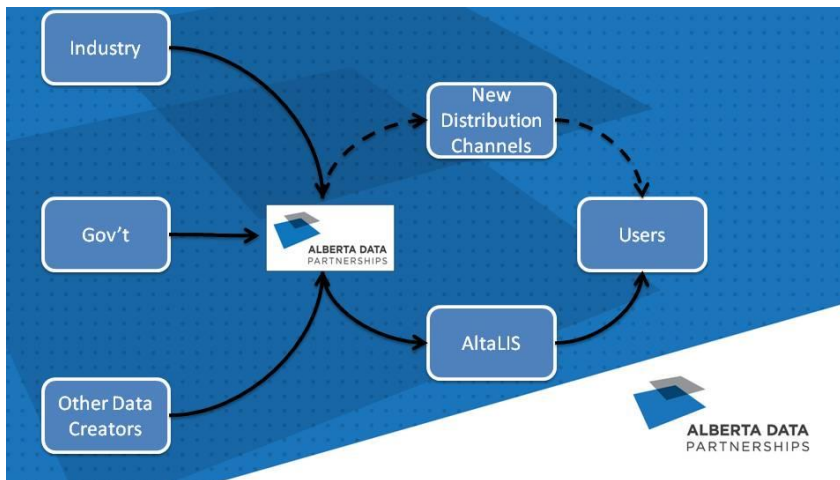 Industry
New
Distribution
Channels
Gov't
ALBERTA DATA
PARTNERSHIPS
Users
AltaLIS
Other Data
Creators
ALBERTA DATA
PARTNERSHIPS